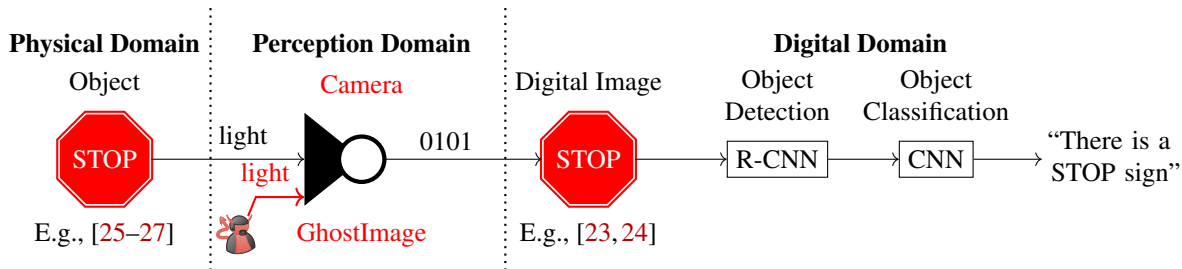 Physical Domain
Perception Domain
Digital Domain
Object
Camera
Digital Image
Object
Detection
Object
Classification
STOP
light
light
0101
STOP
R-CNN
CNN
“There is a
STOP sign”
E.g., [25–27]
GhostImage
E.g., [23, 24]